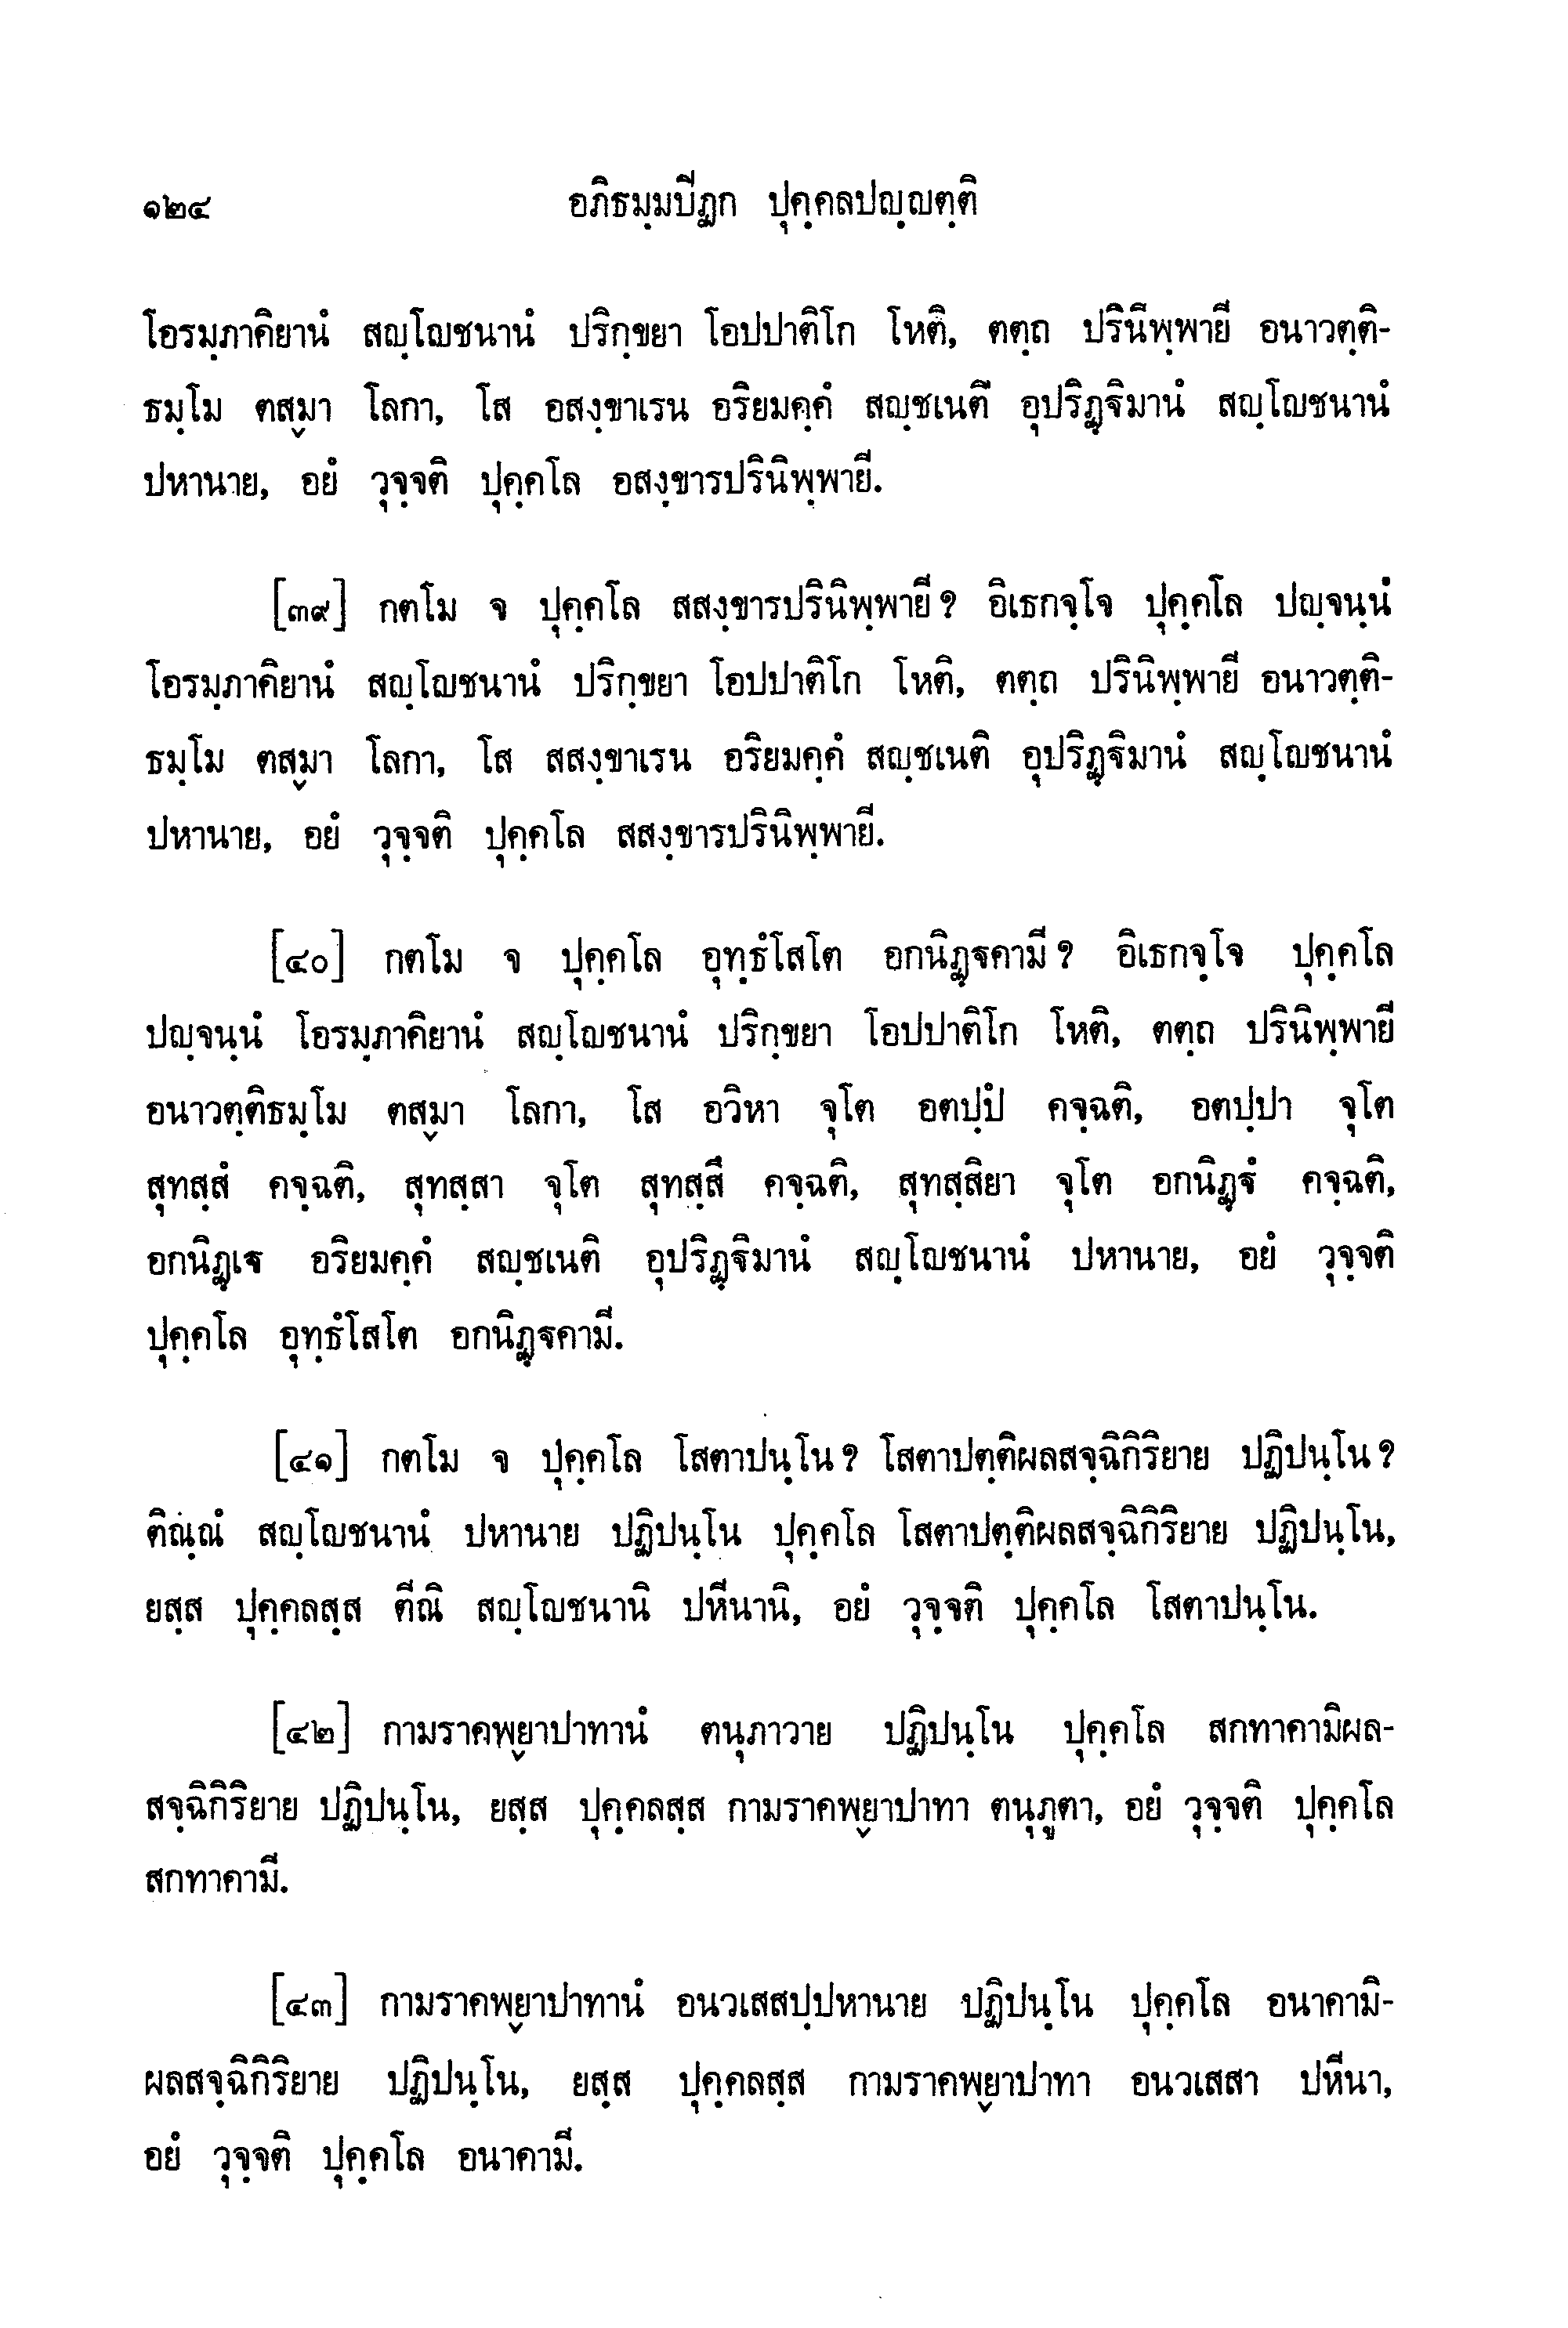 ๑๒๔ อภิธมฺมปีฏก ปุคฺคลปญฺญตฺติ
โอรมฺภาคิยานํ สญฺโญชนานํ ปริกฺขยา โอปปาติโก โหติ, ตตฺถ ปรินิพฺพายี อนาวตฺติ-
ธมฺโม ตสฺมา โลกา, โส อสงฺขาเรน อริยมคฺคํ สญฺชเนติ อุปริฏฺฐิมานํ สญฺโญชนานํ
ปหานาย, อยํ วุจฺจติ ปุคฺคโล อสงฺขารปรินิพฺพายี.
[๓๙] กตโม จ ปุคฺคโล สสงฺขารปรินิพฺพายี ? อิเธกจฺโจ ปุคฺคโล ปญฺจนฺนํ
โอรมฺภาคิยานํ สญฺโญชนานํ ปริกฺขยา โอปปาติโก โหติ, ตตฺถ ปรินิพฺพายี อนาวตฺติ-
ธมฺโม ตสฺมา โลกา, โส สสงฺขาเรน อริยมคฺคํ สญฺชเนติ อุปริฏฺฐิมานํ สญฺโญชนานํ
ปหานาย, อยํ วุจฺจติ ปุคฺคโล สสงฺขารปรินิพฺพายี.
[๔๐] กตโม จ ปุคฺคโล อุทฺธํโสโต อกนิฏฺฐคามี ? อิเธกจฺโจ ปุคฺคโล
ปญฺจนฺนํ โอรมฺภาคิยานํ สญฺโญชนานํ ปริกฺขยา โอปปาติโก โหติ, ตตฺถ ปรินิพฺพายี
อนาวตฺติธมฺโม ตสฺมา โลกา, โส อวิหา จุโต อตปฺปํ คจฺฉติ, อตปฺปา จุโต
สุทสฺสํ คจฺฉติ, สุทสฺสา จุโต สุทสฺสึ คจฺฉติ, สุทสฺสิยา จุโต อกนิฏฺฐํ คจฺฉติ,
อกนิฏฺเฐ อริยมคฺคํ สญฺชเนติ อุปริฏฺฐิมานํ สญฺโญชนานํ ปหานาย, อยํ วุจฺจติ
ปุคฺคโล อุทฺธํโสโต อกนิฏฺฐคามี.
[๔๑] กตโม จ ปุคฺคโล โสตาปนฺโน ? โสตาปตฺติผลสจฺฉิกิริยาย ปฏิปนฺโน ?
ติณฺณํ สญฺโญชนานํ ปหานาย ปฏิปนฺโน ปุคฺคโล โสตาปตฺติผลสจฺฉิกิริยาย ปฏิปนฺโน,
ยสฺส ปุคฺคลสฺส ตีณิ สญฺโญชนานิ ปหีนานิ, อยํ วุจฺจติ ปุคฺคโล โสตาปนฺโน.
[๔๒] กามราคพฺยาปาทานํ ตนุภาวาย ปฏิปนฺโน ปุคฺคโล สกทาคามิผล-
สจฺฉิกิริยาย ปฏิปนฺโน, ยสฺส ปุคฺคลสฺส กามราคพฺยาปาทา ตนุภูตา, อยํ วุจฺจติ ปุคฺคโล
สกทาคามี.
[๔๓] กามราคพฺยาปาทานํ อนวเสสปฺปหานาย ปฏิปนฺโน ปุคฺคโล อนาคามิ-
ผลสจฺฉิกิริยาย ปฏิปนฺโน, ยสฺส ปุคฺคลสฺส กามราคพฺยาปาทา อนวเสสา ปหีนา,
อยํ วุจฺจติ ปุคฺคโล อนาคามี.